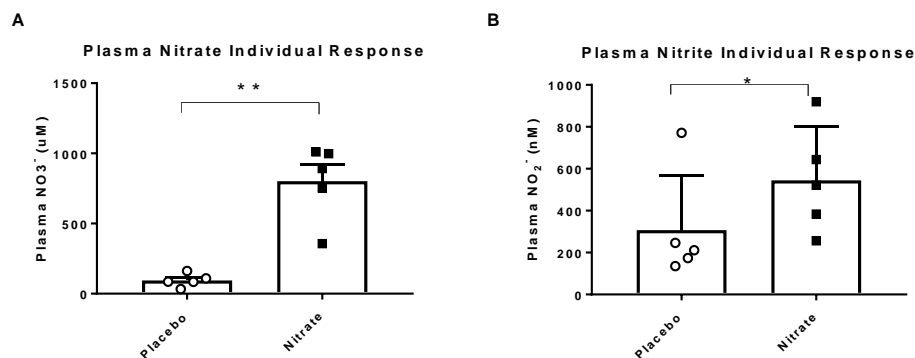 A
Plasma Nitrate Individual Response
Plasma NO3⁻ (uM)
1500
1000
500
0
* *
Placebo
Nitrate
B
Plasma Nitrite Individual Response
Plasma NO₂⁻ (nM)
1000
800
600
400
200
0
*
Placebo
Nitrate